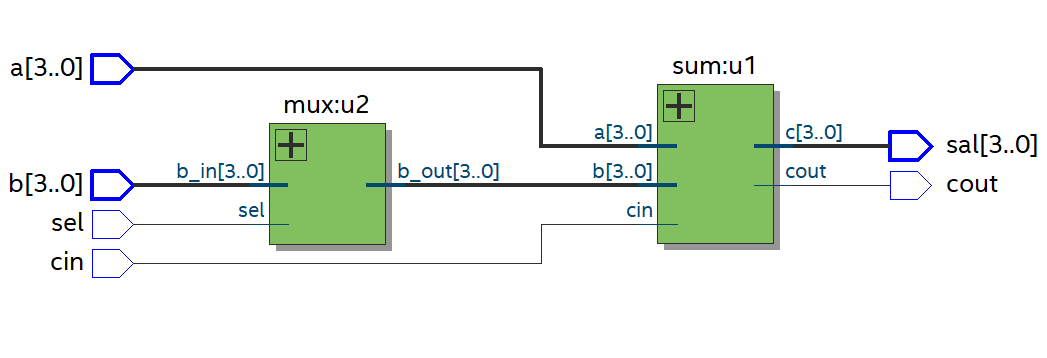 a[3..0]
sum:u1
mux:u2
a[3..0]
c[3..0]
sal[3..0]
b[3..0]
b_in[3..0]
b_out[3..0]
b[3..0]
cout
cout
sel
sel
cin
cin